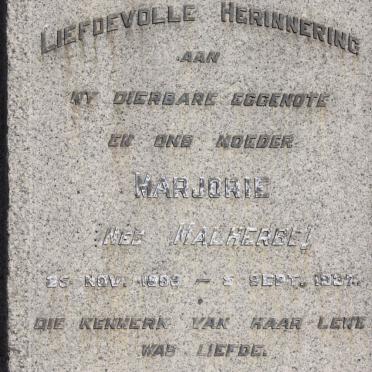 LIEFDEVOLLE HERINNERING
AAN
MY DIERBARE EGGENOTE
EN ONS MOEDER
MARJORIE
(NEE MALHERBE)
NOV. — 5 SEPT.
DIE KENMERK VAN HAAR LEWE
WAS LIEFDE.